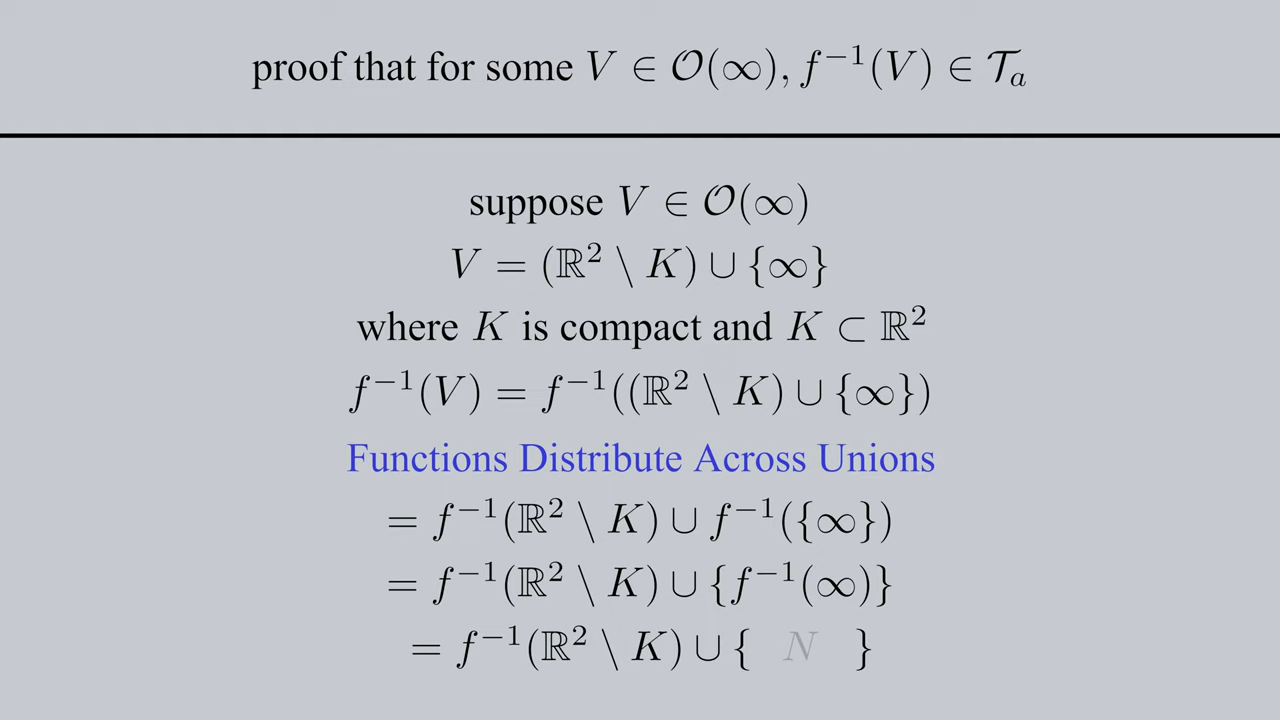 proof that for some V ∈ 𝒪(∞), f⁻¹(V) ∈ 𝒯ₐ
suppose V ∈ 𝒪(∞)
V = (ℝ² \ K) ∪ {∞}
where K is compact and K ⊂ ℝ²
f⁻¹(V) = f⁻¹((ℝ² \ K) ∪ {∞})
Functions Distribute Across Unions
= f⁻¹(ℝ² \ K) ∪ f⁻¹({∞})
= f⁻¹(ℝ² \ K) ∪ {f⁻¹(∞)}
= f⁻¹(ℝ² \ K) ∪ { N }